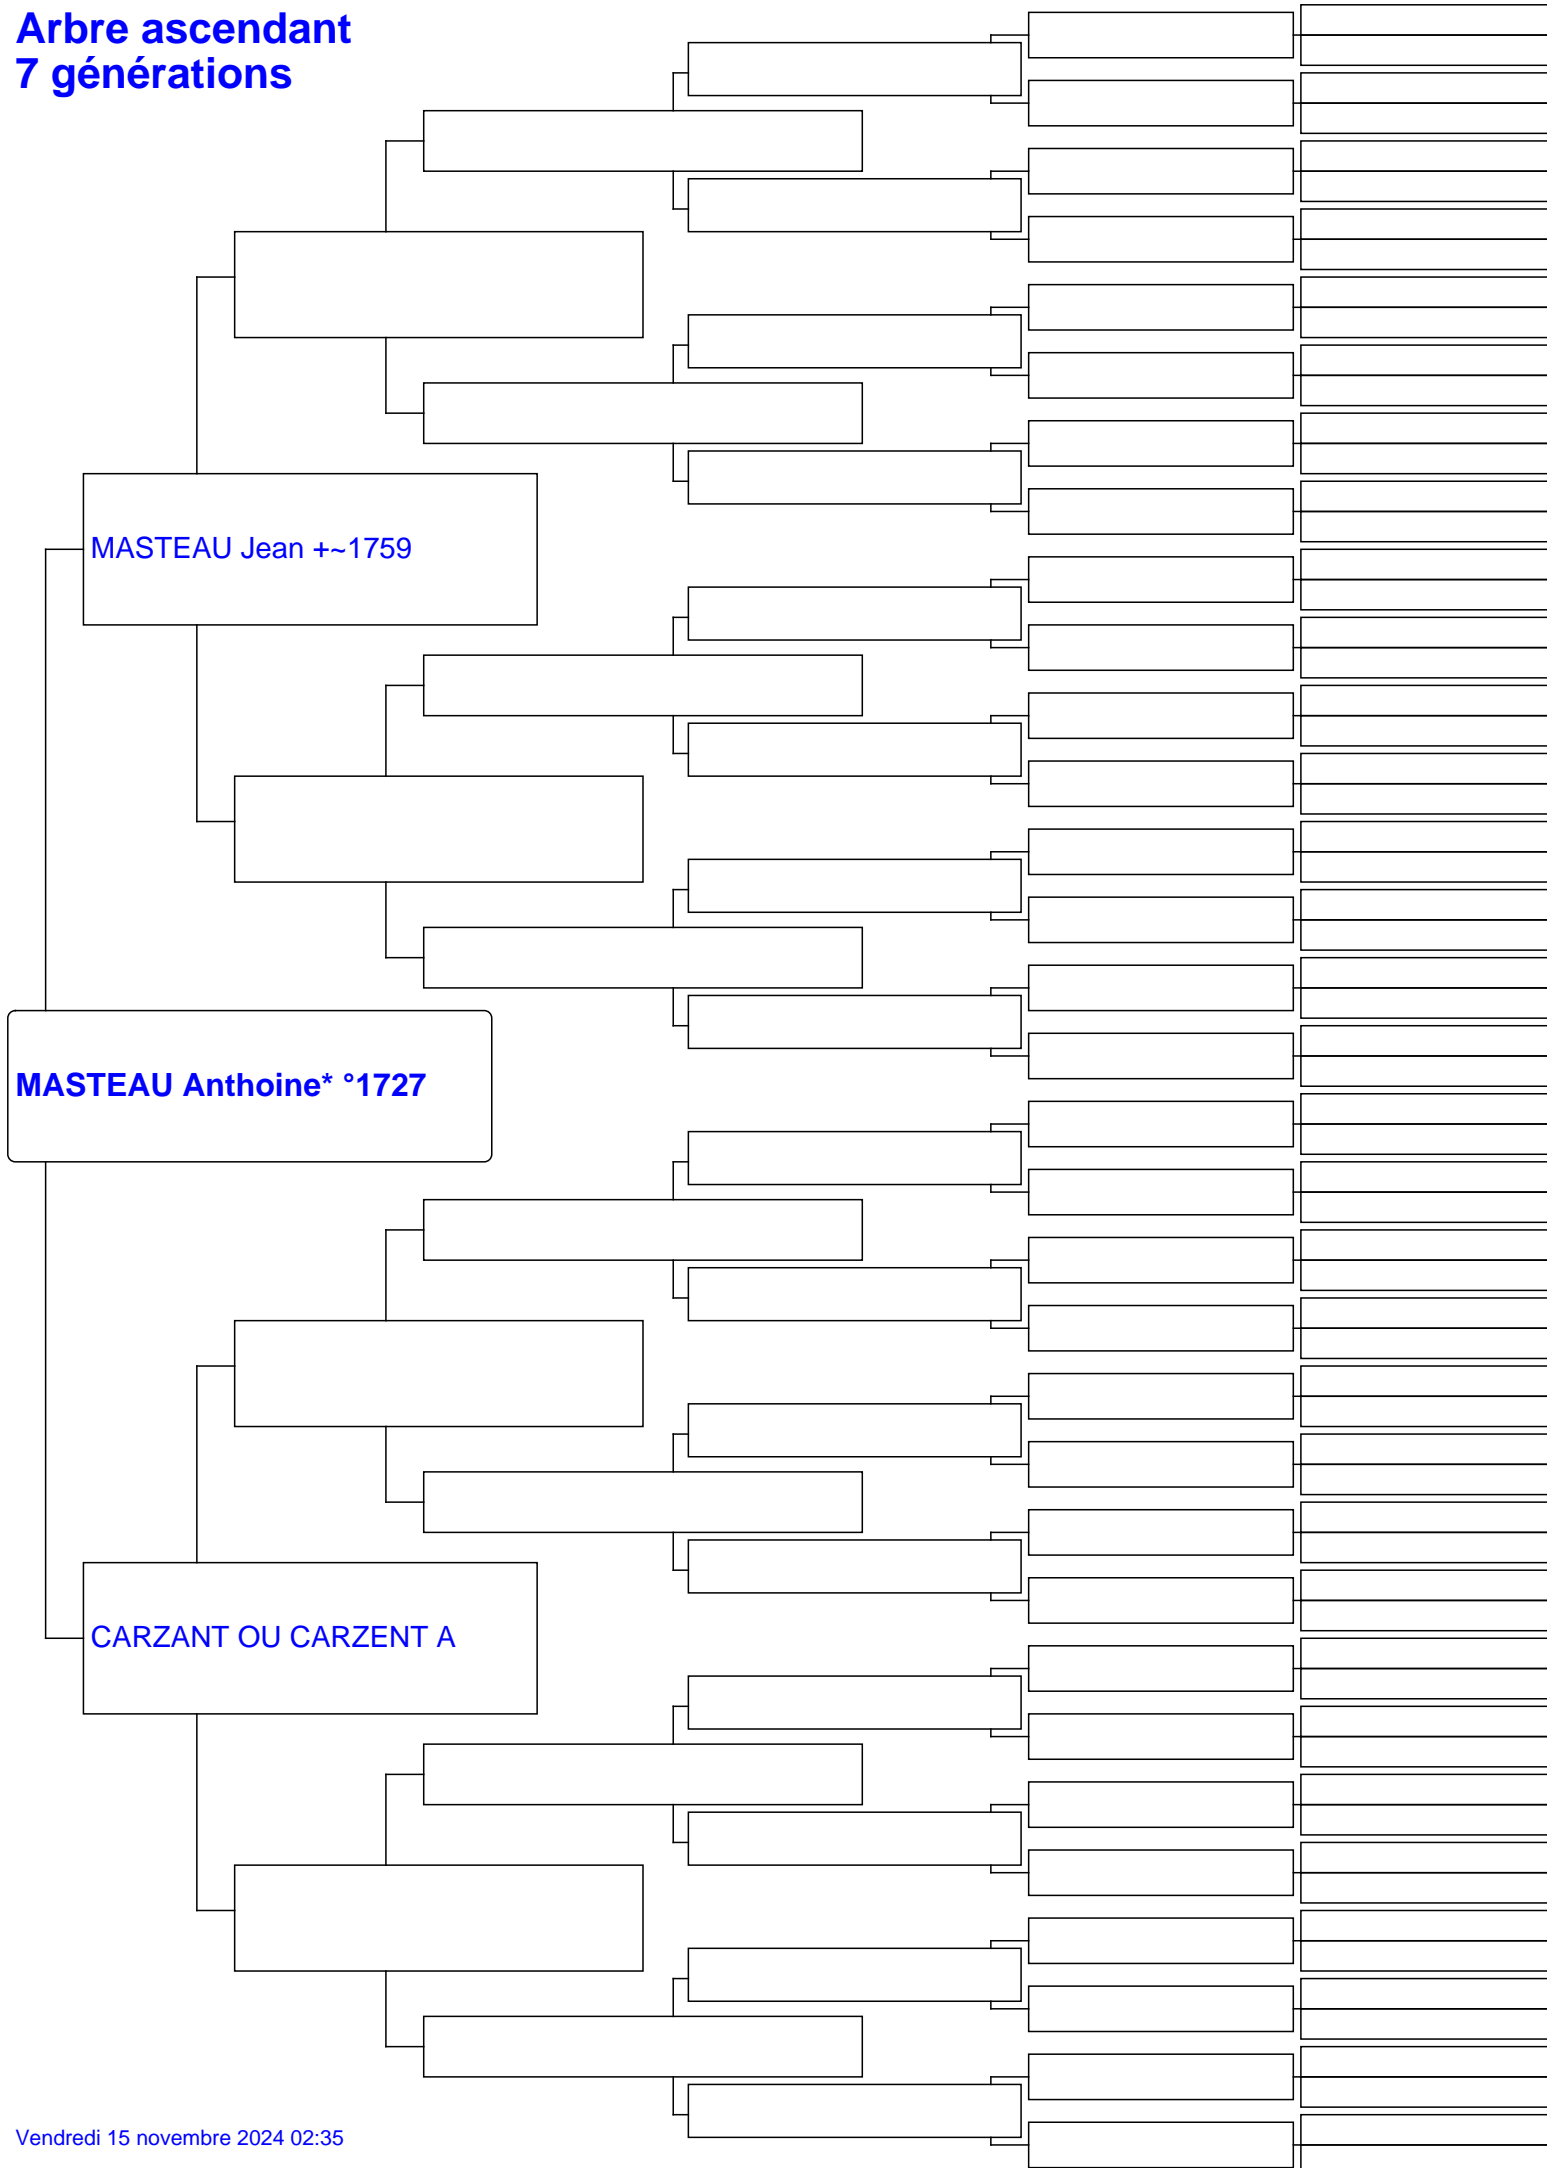 Arbre ascendant
7 générations
MASTEAU Jean +~1759
MASTEAU Anthoine* °1727
CARZANT OU CARZENT A
Vendredi 15 novembre 2024 02:35